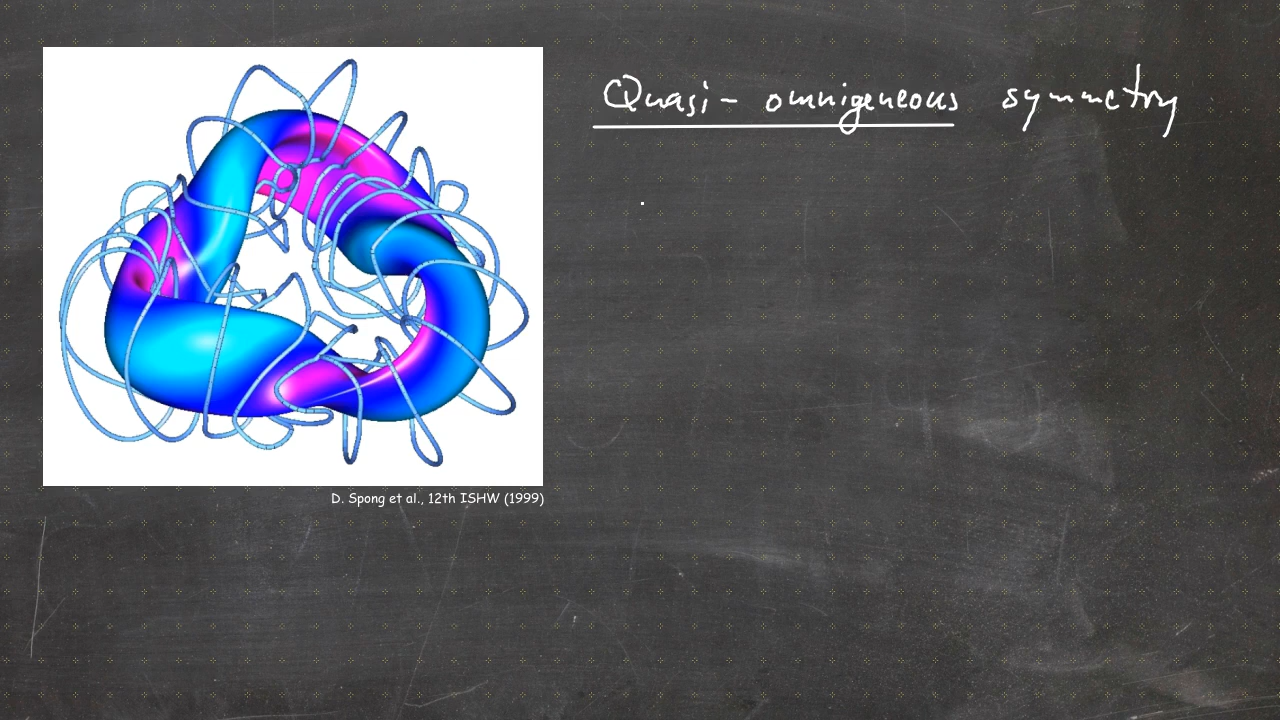 Quasi-omnigeneous symmetry
D. Spong et al., 12th ISHW (1999)